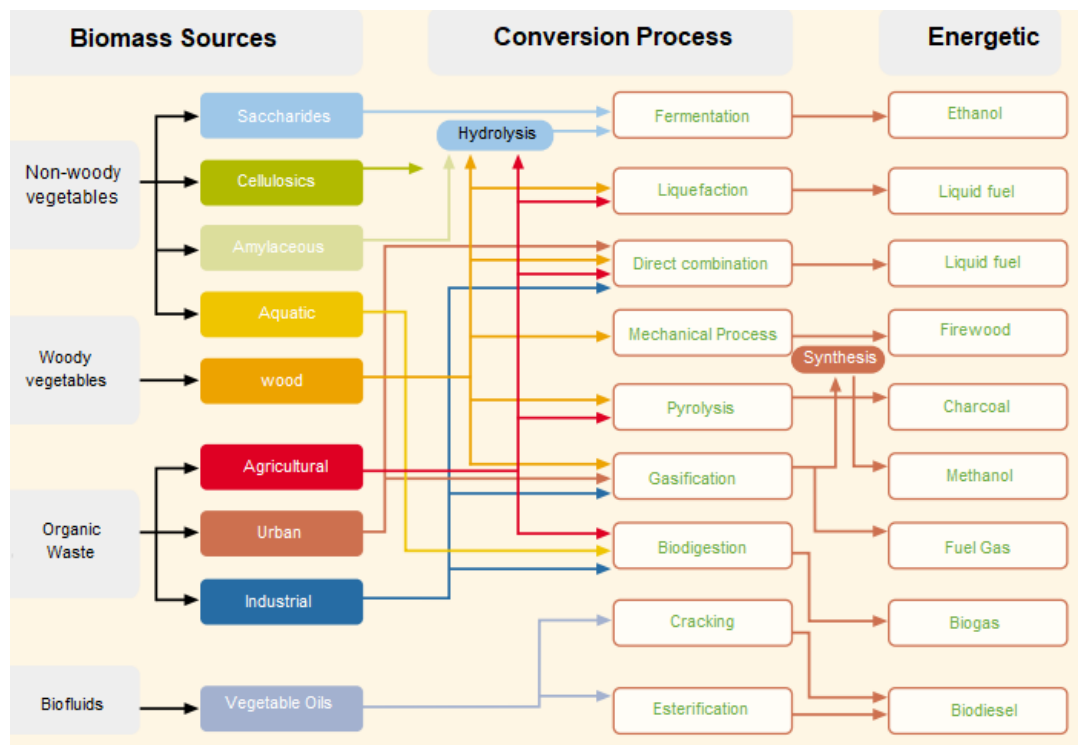 Biomass Sources
Conversion Process
Energetic
Non-woody
vegetables
Woody
vegetables
Organic
Waste
Biofluids
Saccharides
Cellulosics
Amylaceous
Aquatic
wood
Agricultural
Urban
Industrial
Vegetable Oils
Hydrolysis
Fermentation
Liquefaction
Direct combination
Mechanical Process
Pyrolysis
Gasification
Biodigestion
Cracking
Esterification
Synthesis
Ethanol
Liquid fuel
Liquid fuel
Firewood
Charcoal
Methanol
Fuel Gas
Biogas
Biodiesel